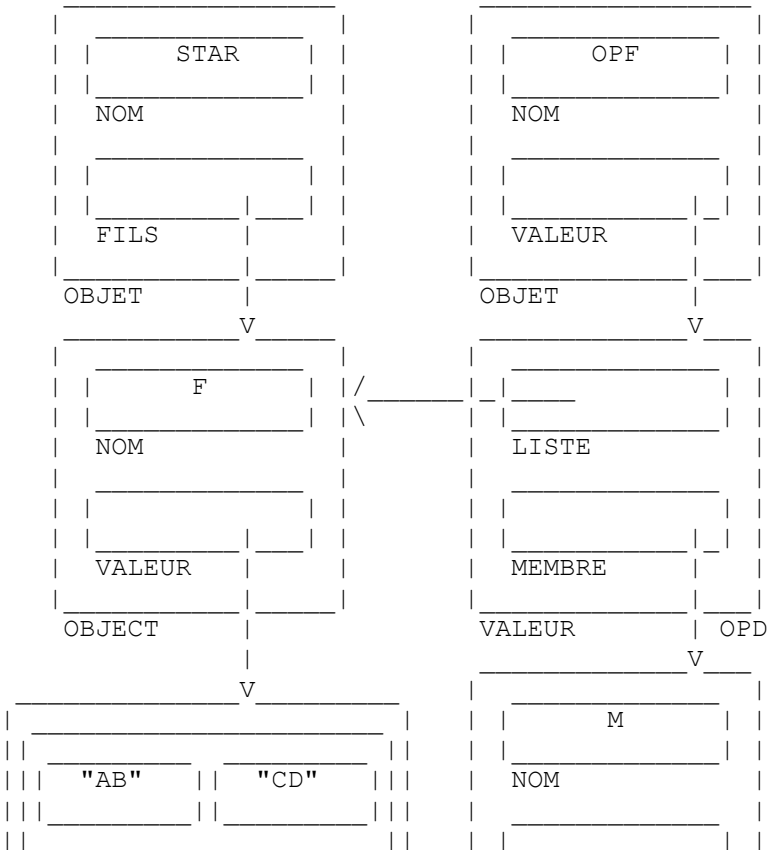 STAR OPF
NOM NOM
FILS VALEUR
OBJET OBJET
F
NOM LISTE
VALEUR MEMBRE
OBJECT VALEUR OPD
M
"AB" "CD" NOM